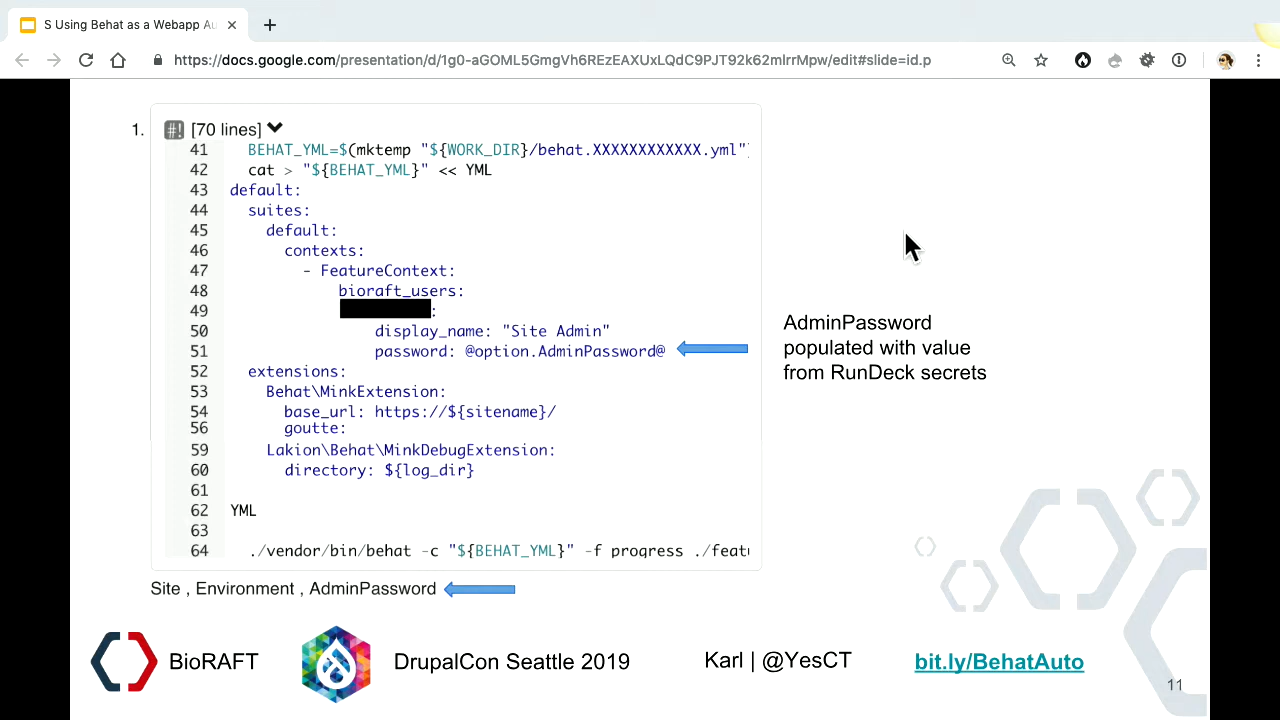 S Using Behat as a Webapp Au
https://docs.google.com/presentation/d/1g0-aGOML5GmgVh6REzEAXUxLQdC9PJT92k62mlrrMpw/edit#slide=id.p
1. #! [70 lines]
41 BEHAT_YML=$(mktemp "${WORK_DIR}/behat.XXXXXXXXXXXX.yml")
42 cat > "${BEHAT_YML}" << YML
43 default:
44 suites:
45 default:
46 contexts:
47 - FeatureContext:
48 bioraft_users:
49 :
50 display_name: "Site Admin"
51 password: @option.AdminPassword@
52 extensions:
53 Behat\MinkExtension:
54 base_url: https://${sitename}/
56 goutte:
59 Lakion\Behat\MinkDebugExtension:
60 directory: ${log_dir}
61
62 YML
63
64 ./vendor/bin/behat -c "${BEHAT_YML}" -f progress ./featu
AdminPassword
populated with value
from RunDeck secrets
Site , Environment , AdminPassword
BioRAFT
DrupalCon Seattle 2019
Karl | @YesCT
bit.ly/BehatAuto
11